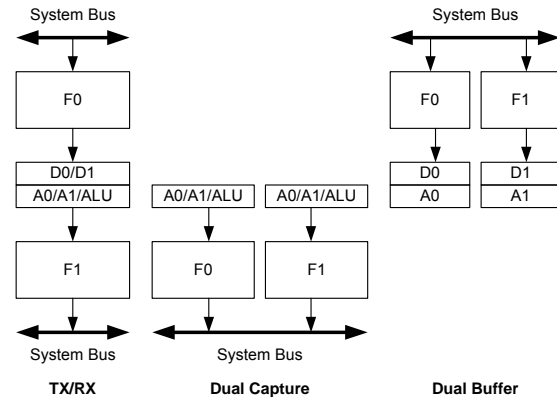 System Bus
F0
D0/D1
A0/A1/ALU
F1
System Bus
TX/RX
A0/A1/ALU
A0/A1/ALU
F0
F1
System Bus
Dual Capture
System Bus
F0
F1
D0
D1
A0
A1
Dual Buffer